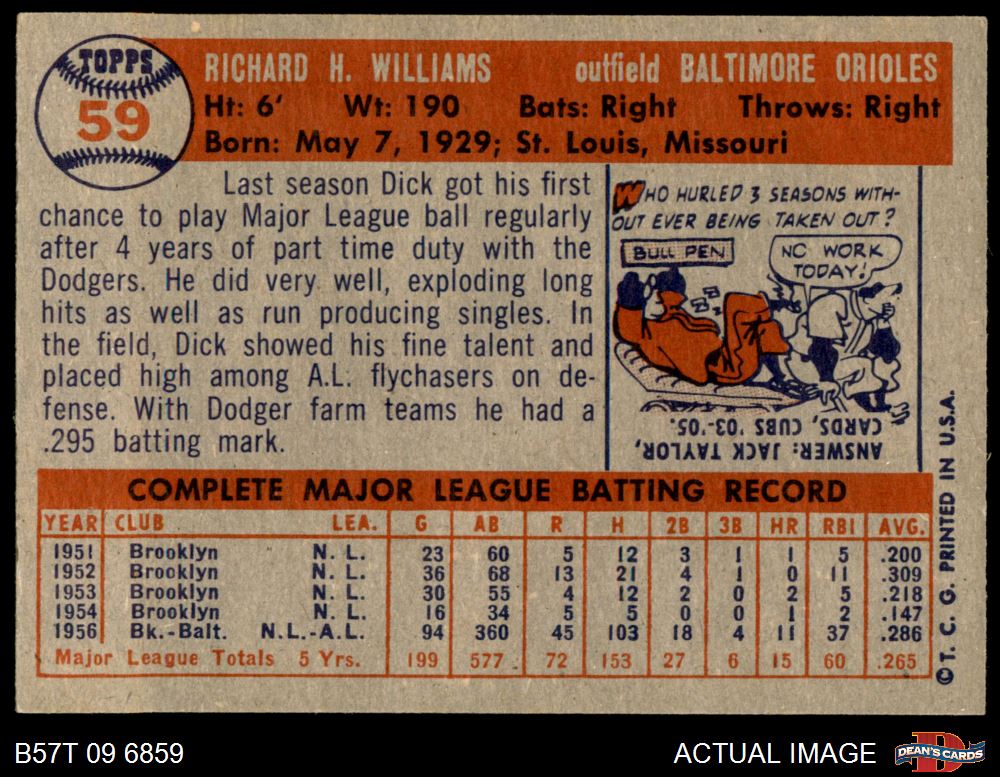 TOPPS
59
RICHARD H. WILLIAMS outfield BALTIMORE ORIOLES
Ht: 6' Wt: 190 Bats: Right Throws: Right
Born: May 7, 1929; St. Louis, Missouri
Last season Dick got his first
chance to play Major League ball regularly
after 4 years of part time duty with the
Dodgers. He did very well, exploding long
hits as well as run producing singles. In
the field, Dick showed his fine talent and
placed high among A.L. flychasers on de-
fense. With Dodger farm teams he had a
.295 batting mark.
WHO HURLED 3 SEASONS WITH-
OUT EVER BEING TAKEN OUT?
BULL PEN
NO WORK
TODAY!
ZZ
ZZ
ANSWER: JACK TAYLOR,
CARDS, CUBS '03-'05.
COMPLETE MAJOR LEAGUE BATTING RECORD
YEAR CLUB LEA. G AB R H 2B 3B HR RBI AVG.
1951 Brooklyn N. L. 23 60 5 12 3 1 1 5 .200
1952 Brooklyn N. L. 36 68 13 21 4 1 0 11 .309
1953 Brooklyn N. L. 30 55 4 12 2 0 2 5 .218
1954 Brooklyn N. L. 16 34 5 5 0 0 1 2 .147
1956 Bk.-Balt. N.L.-A.L. 94 360 45 103 18 4 11 37 .286
Major League Totals 5 Yrs. 199 577 72 153 27 6 15 60 .265
© T. C. G. PRINTED IN U.S.A.
B57T 09 6859
ACTUAL IMAGE
D
DEAN'S CARDS